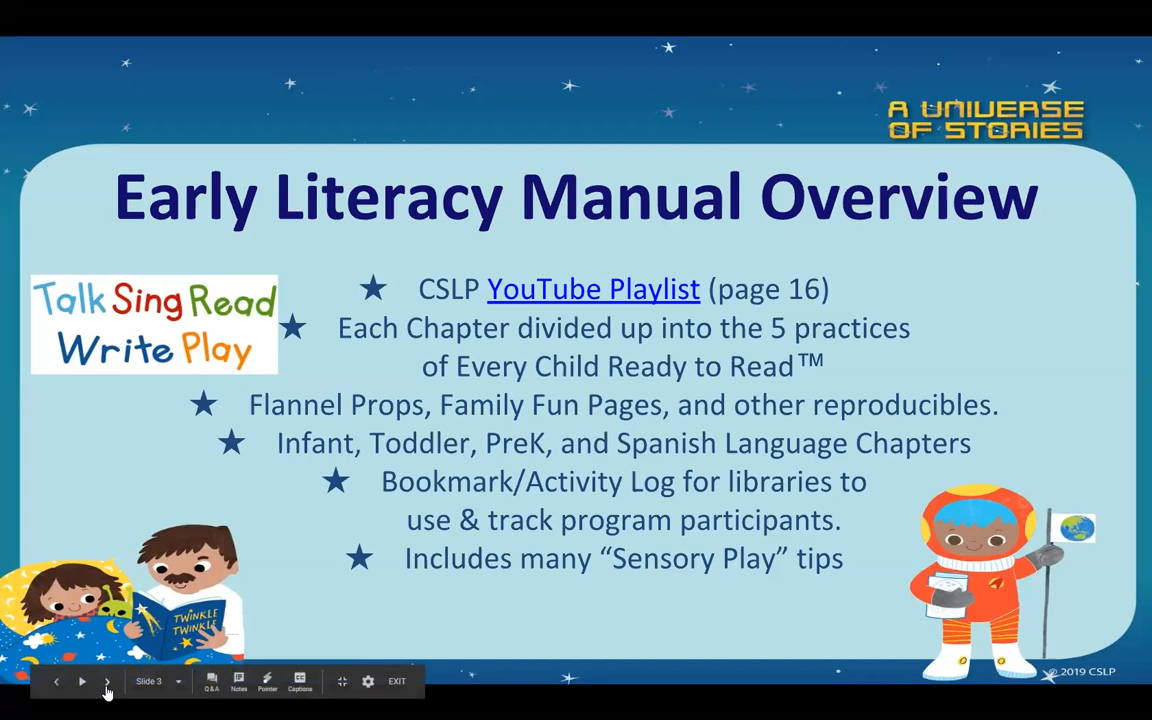 A UNIVERSE
OF STORIES
Early Literacy Manual Overview
Talk Sing Read
Write Play
★ CSLP YouTube Playlist (page 16)
★ Each Chapter divided up into the 5 practices
of Every Child Ready to Read™
★ Flannel Props, Family Fun Pages, and other reproducibles.
★ Infant, Toddler, PreK, and Spanish Language Chapters
★ Bookmark/Activity Log for libraries to
use & track program participants.
★ Includes many “Sensory Play” tips
TWINKLE
TWINKLE
© 2019 CSLP
Slide 3
Q&A
Notes
Pointer
Captions
EXIT